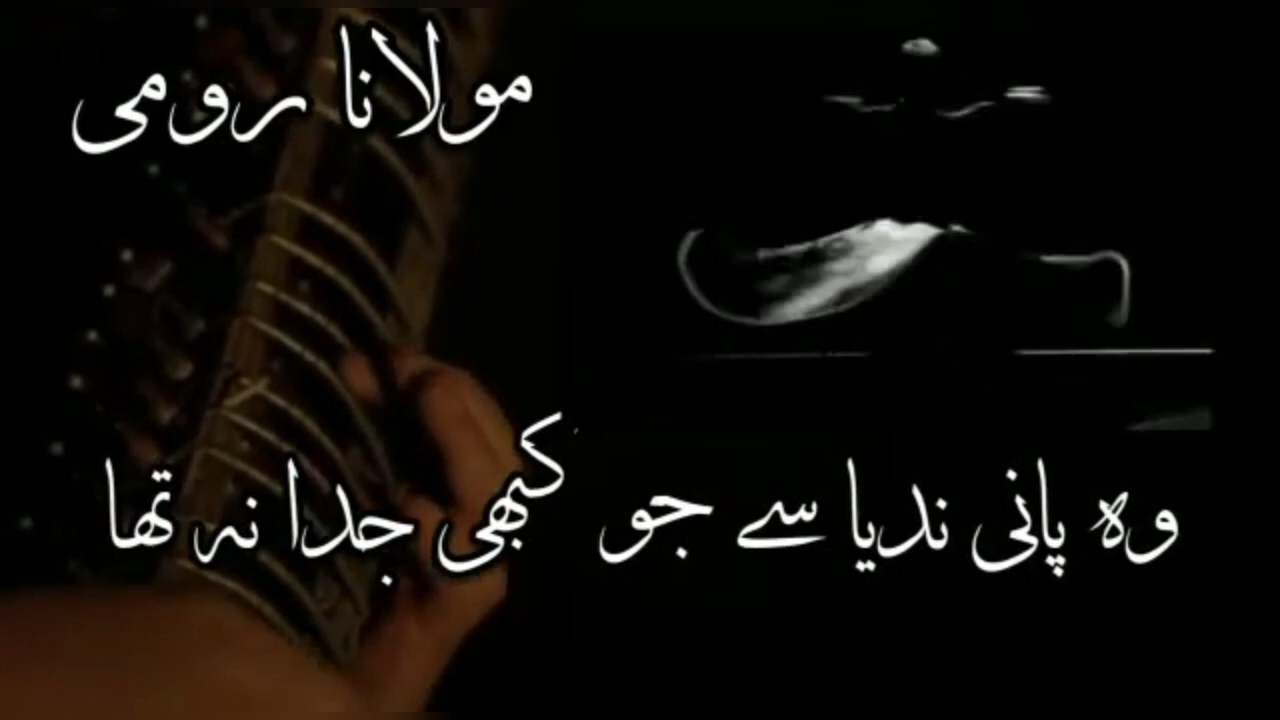 مولانا رومی
وہ پانی ندیا سے جو کبھی جدا نہ تھا